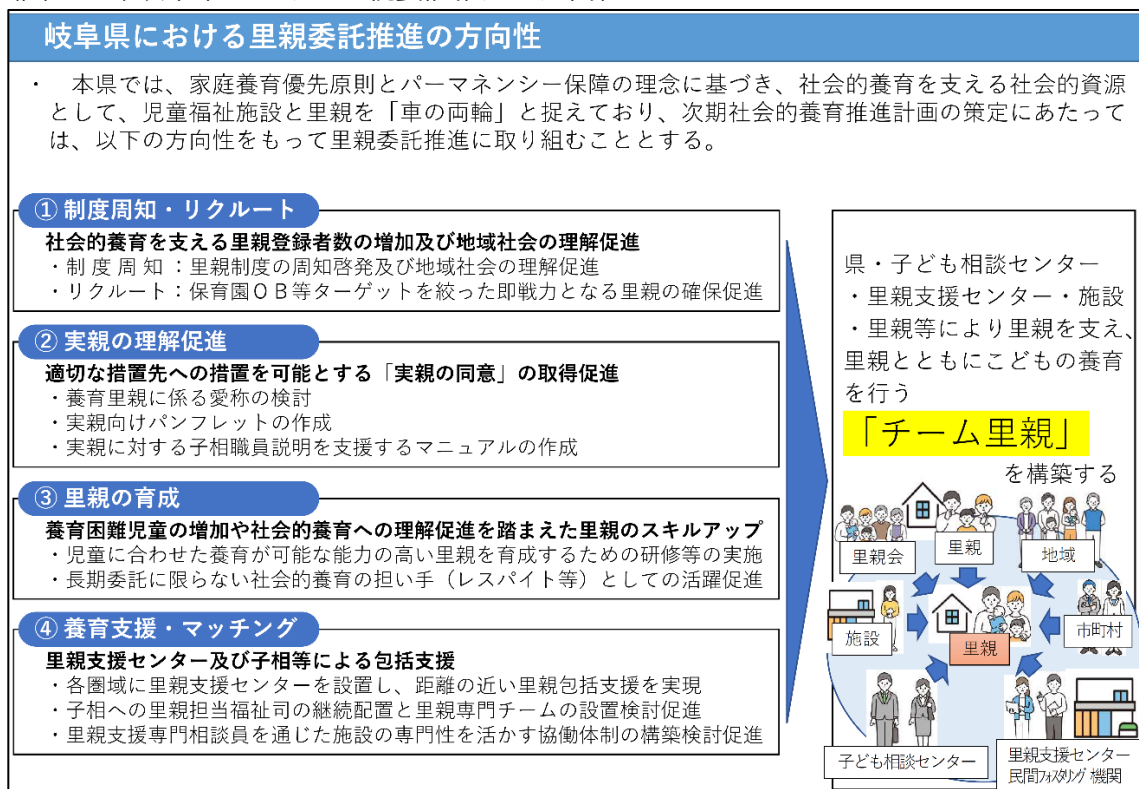 岐阜県における里親委託推進の方向性
・ 本県では、家庭養育優先原則とパーマネンシー保障の理念に基づき、社会的養育を支える社会的資源
として、児童福祉施設と里親を「車の両輪」と捉えており、次期社会的養育推進計画の策定にあたって
は、以下の方向性をもって里親委託推進に取り組むこととする。
① 制度周知・リクルート
社会的養育を支える里親登録者数の増加及び地域社会の理解促進
・制度周知：里親制度の周知啓発及び地域社会の理解促進
・リクルート：保育園ＯＢ等ターゲットを絞った即戦力となる里親の確保促進
② 実親の理解促進
適切な措置先への措置を可能とする「実親の同意」の取得促進
・養育里親に係る愛称の検討
・実親向けパンフレットの作成
・実親に対する子相職員説明を支援するマニュアルの作成
③ 里親の育成
養育困難児童の増加や社会的養育への理解促進を踏まえた里親のスキルアップ
・児童に合わせた養育が可能な能力の高い里親を育成するための研修等の実施
・長期委託に限らない社会的養育の担い手（レスパイト等）としての活躍促進
④ 養育支援・マッチング
里親支援センター及び子相等による包括支援
・各圏域に里親支援センターを設置し、距離の近い里親包括支援を実現
・子相への里親担当福祉司の継続配置と里親専門チームの設置検討促進
・里親支援専門相談員を通じた施設の専門性を活かす協働体制の構築検討促進
県・子ども相談センター
・里親支援センター・施設
・里親等により里親を支え、
里親とともにこどもの養育
を行う
「チーム里親」
を構築する
里親会
里親
地域
施設
里親
市町村
子ども相談センター
里親支援センター
民間フォスタリング機関